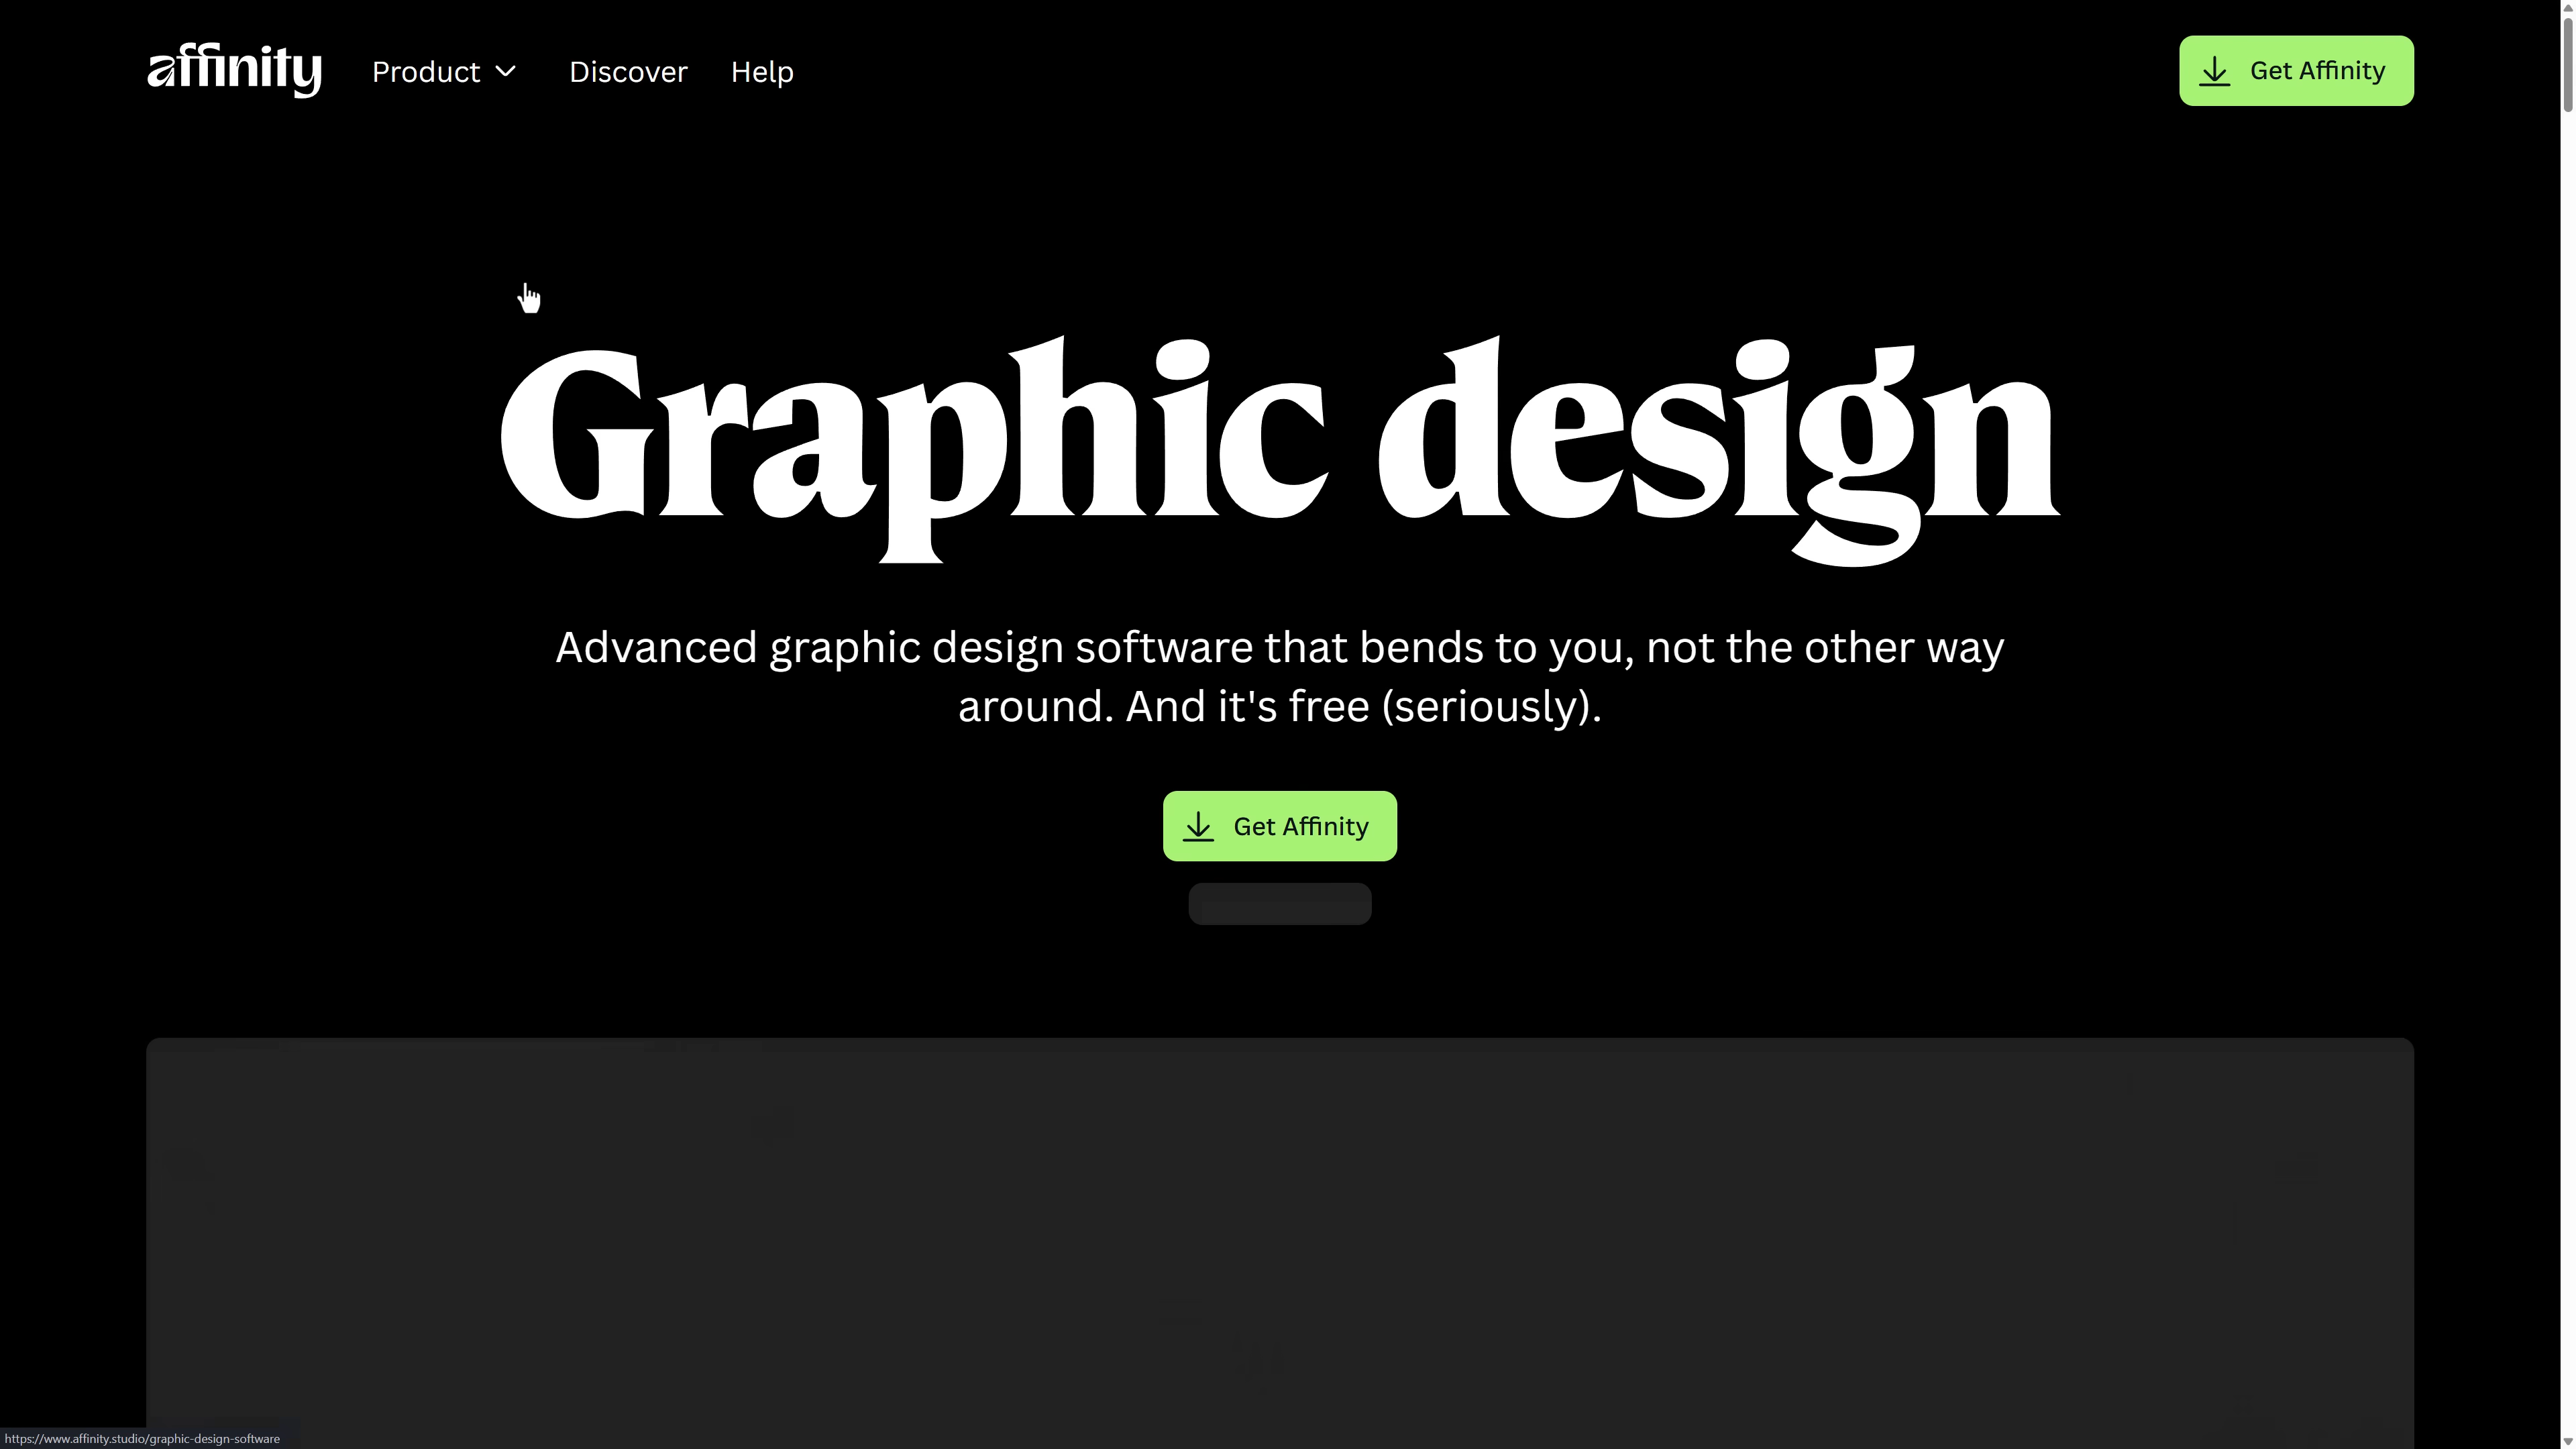 affinity
Product
Discover
Help
Get Affinity
Graphic design
Advanced graphic design software that bends to you, not the other way
around. And it's free (seriously).
Get Affinity
https://www.affinity.studio/graphic-design-software